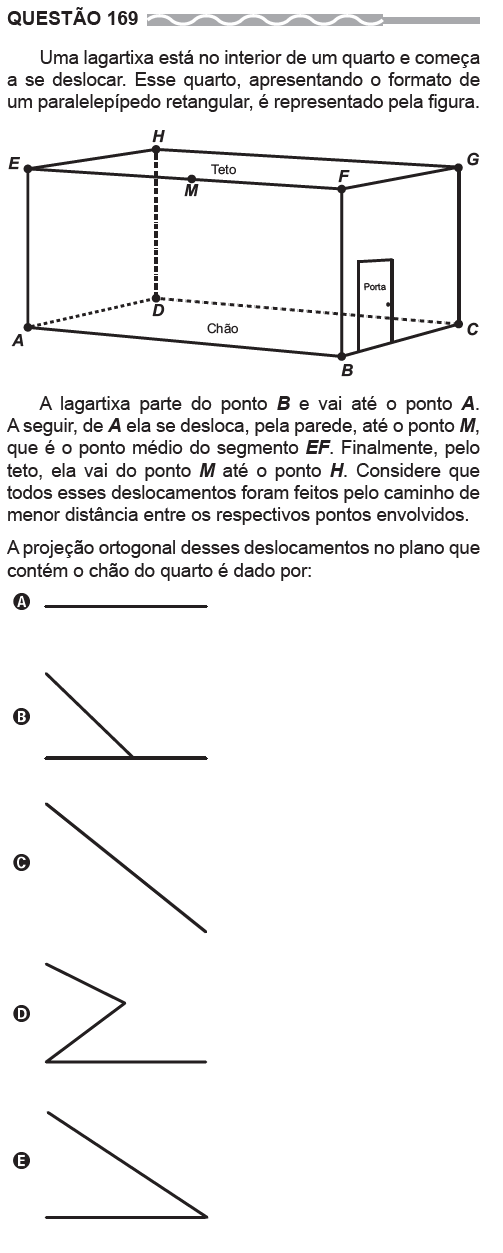 QUESTÃO 169
Uma lagartixa está no interior de um quarto e começa
a se deslocar. Esse quarto, apresentando o formato de
um paralelepípedo retangular, é representado pela figura.
H
E
Teto
G
M
F
Porta
D
A
Chão
C
B
A lagartixa parte do ponto B e vai até o ponto A.
A seguir, de A ela se desloca, pela parede, até o ponto M,
que é o ponto médio do segmento EF. Finalmente, pelo
teto, ela vai do ponto M até o ponto H. Considere que
todos esses deslocamentos foram feitos pelo caminho de
menor distância entre os respectivos pontos envolvidos.
A projeção ortogonal desses deslocamentos no plano que
contém o chão do quarto é dado por:
A
B
C
D
E